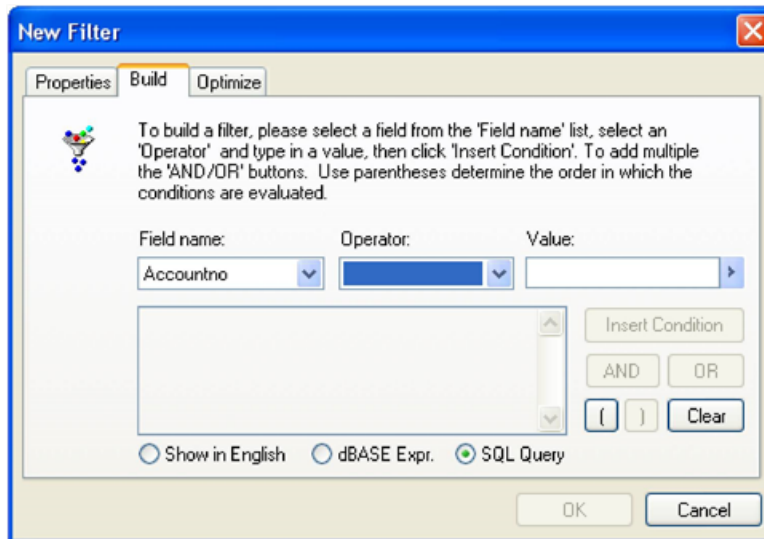 New Filter
Properties Build Optimize
To build a filter, please select a field from the 'Field name' list, select an
'Operator' and type in a value, then click 'Insert Condition'. To add multiple
the 'AND/OR' buttons. Use parentheses determine the order in which the
conditions are evaluated.
Field name: Operator: Value:
Accountno
Insert Condition
AND OR
( ) Clear
Show in English dBASE Expr. SQL Query
OK Cancel